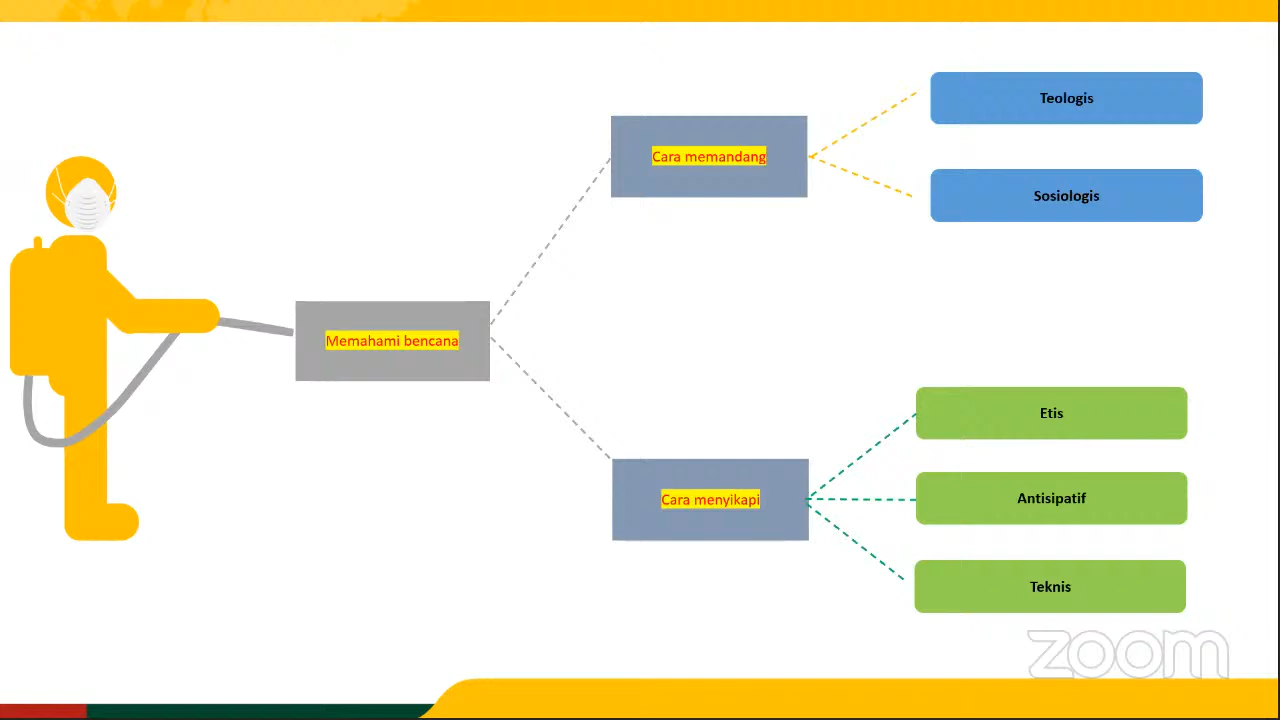 Teologis
Cara memandang
Sosiologis
Memahami bencana
Etis
Cara menyikapi
Antisipatif
Teknis
zoom